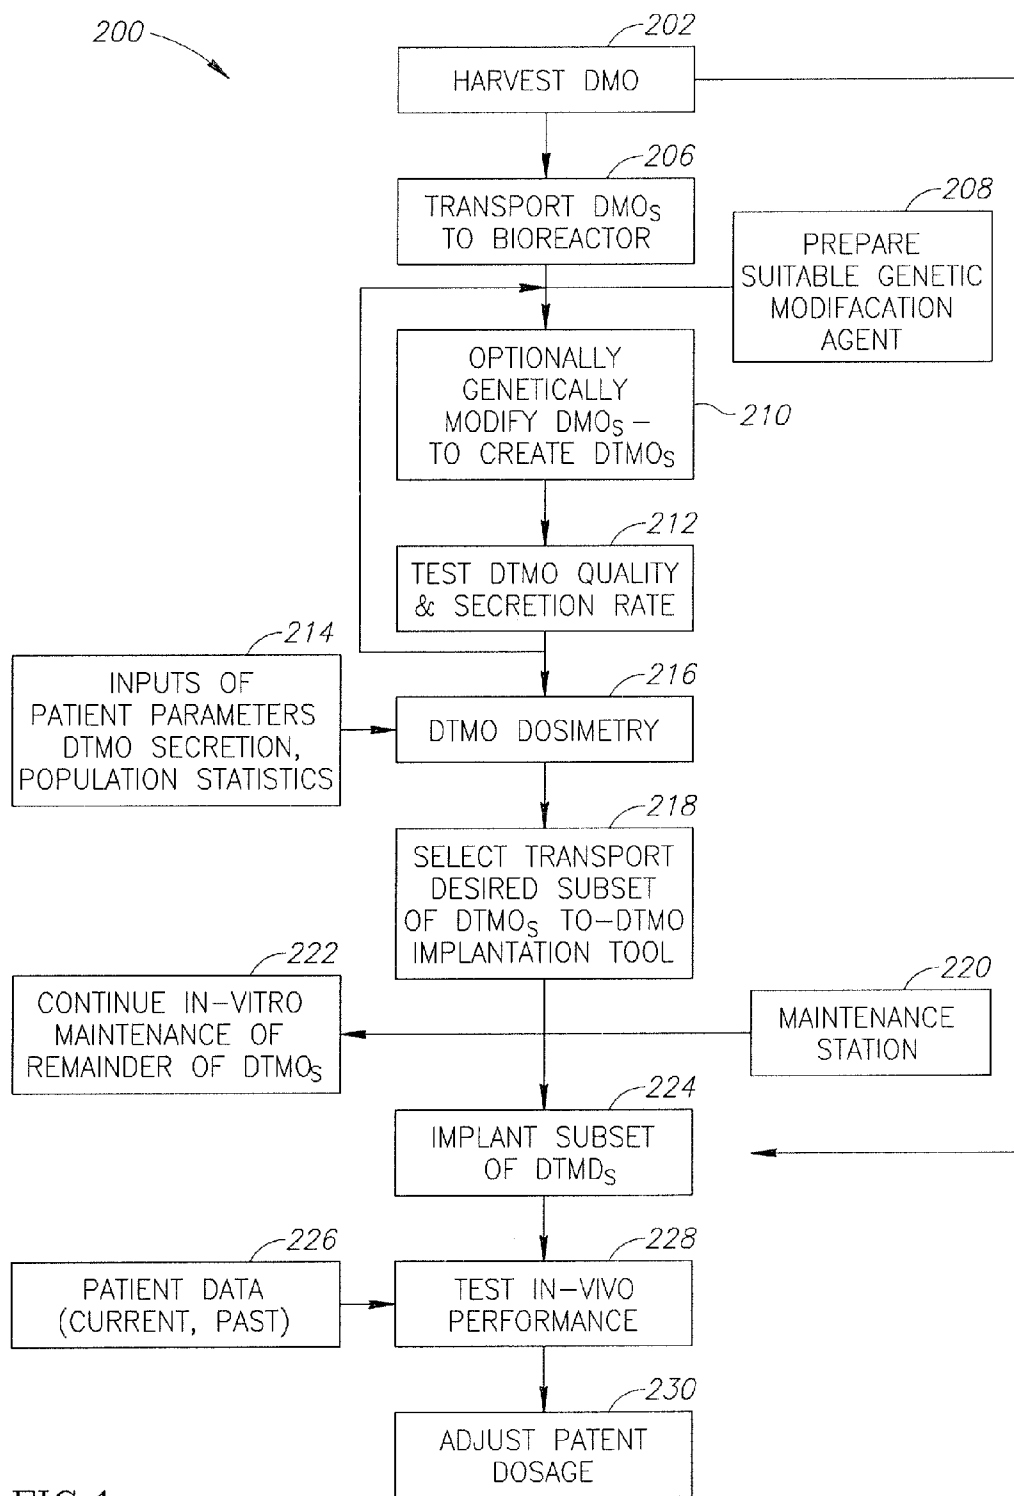 200
202
HARVEST DMO
206
TRANSPORT DMOS
TO BIOREACTOR
208
PREPARE
SUITABLE GENETIC
MODIFACATION
AGENT
OPTIONALLY
GENETICALLY
MODIFY DMOS –
TO CREATE DTMOS
210
212
TEST DTMO QUALITY
& SECRETION RATE
214
INPUTS OF
PATIENT PARAMETERS
DTMO SECRETION,
POPULATION STATISTICS
216
DTMO DOSIMETRY
218
SELECT TRANSPORT
DESIRED SUBSET
OF DTMOS TO–DTMO
IMPLANTATION TOOL
222
CONTINUE IN–VITRO
MAINTENANCE OF
REMAINDER OF DTMOS
220
MAINTENANCE
STATION
224
IMPLANT SUBSET
OF DTMDS
226
PATIENT DATA
(CURRENT, PAST)
228
TEST IN–VIVO
PERFORMANCE
230
ADJUST PATENT
DOSAGE